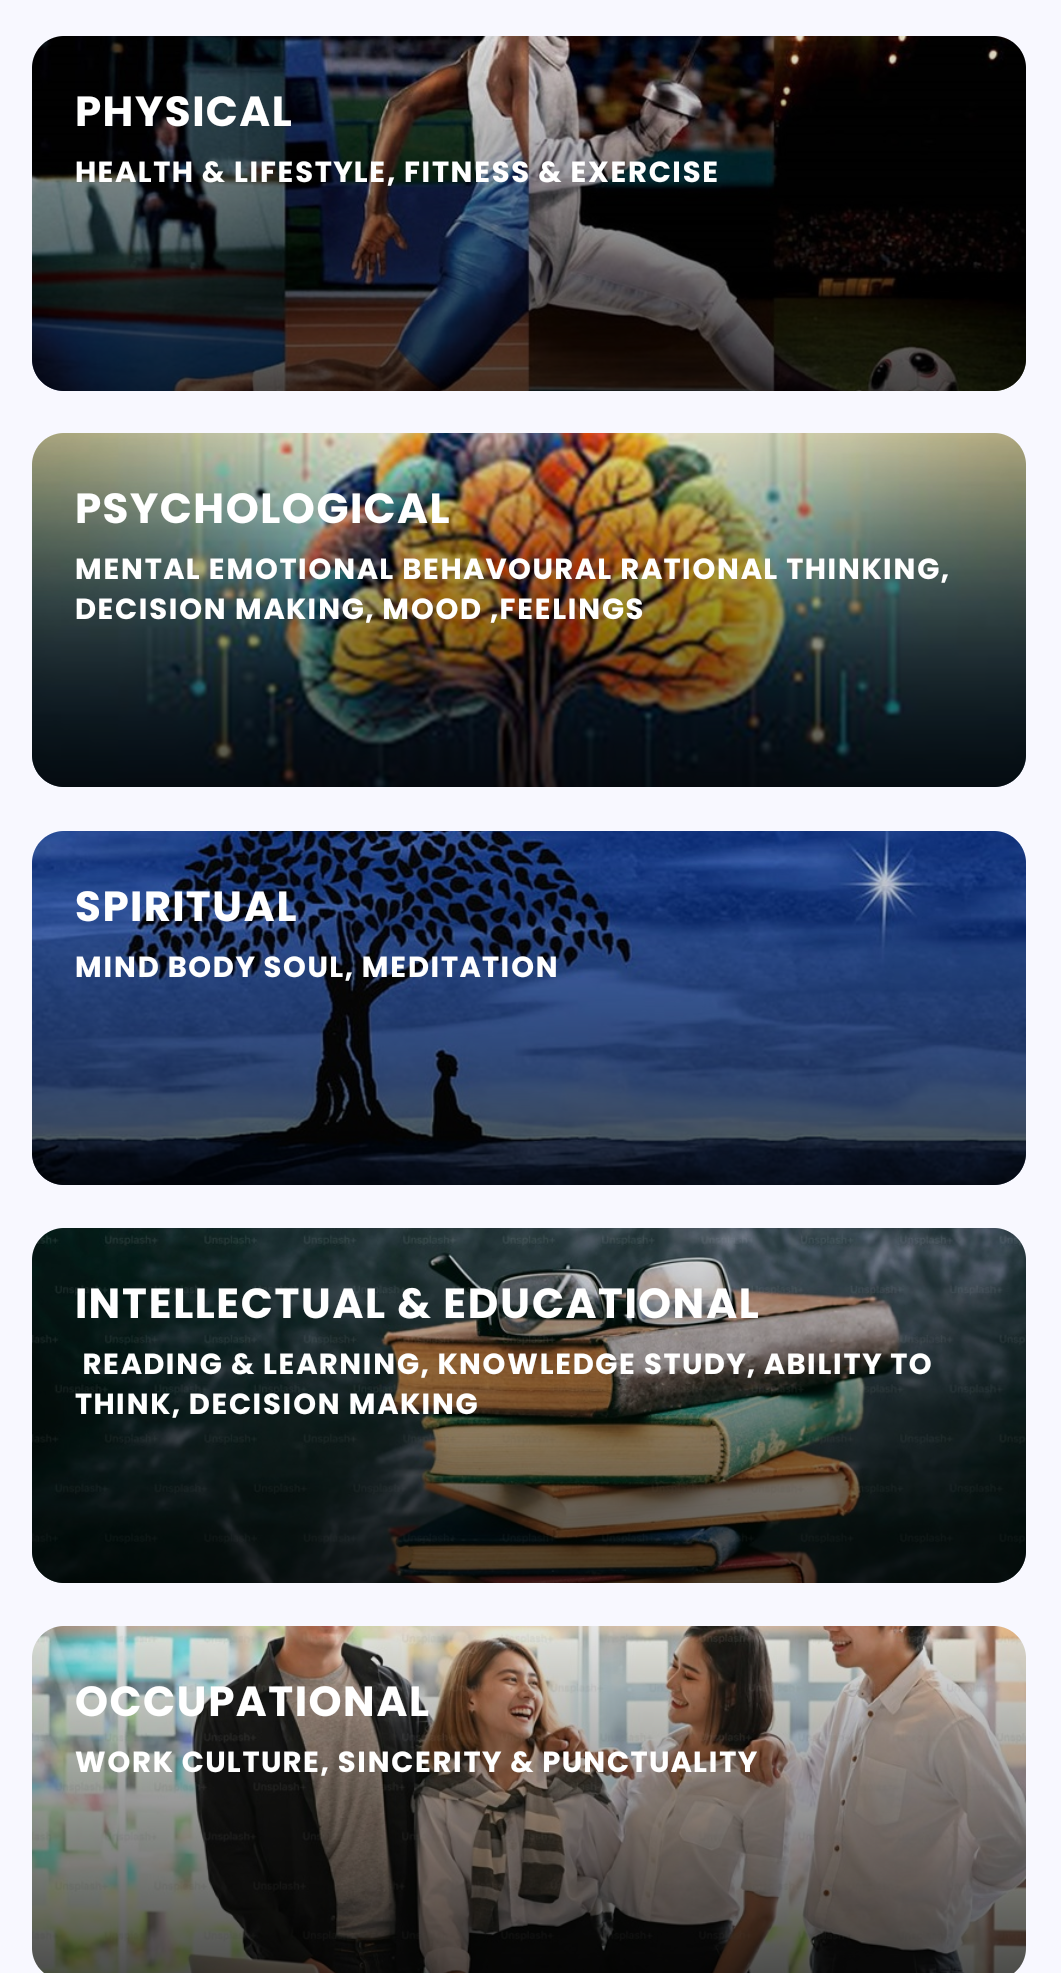 PHYSICAL
HEALTH & LIFESTYLE, FITNESS & EXERCISE
PSYCHOLOGICAL
MENTAL EMOTIONAL BEHAVOURAL RATIONAL THINKING,
DECISION MAKING, MOOD ,FEELINGS
SPIRITUAL
MIND BODY SOUL, MEDITATION
INTELLECTUAL & EDUCATIONAL
READING & LEARNING, KNOWLEDGE STUDY, ABILITY TO
THINK, DECISION MAKING
OCCUPATIONAL
WORK CULTURE, SINCERITY & PUNCTUALITY